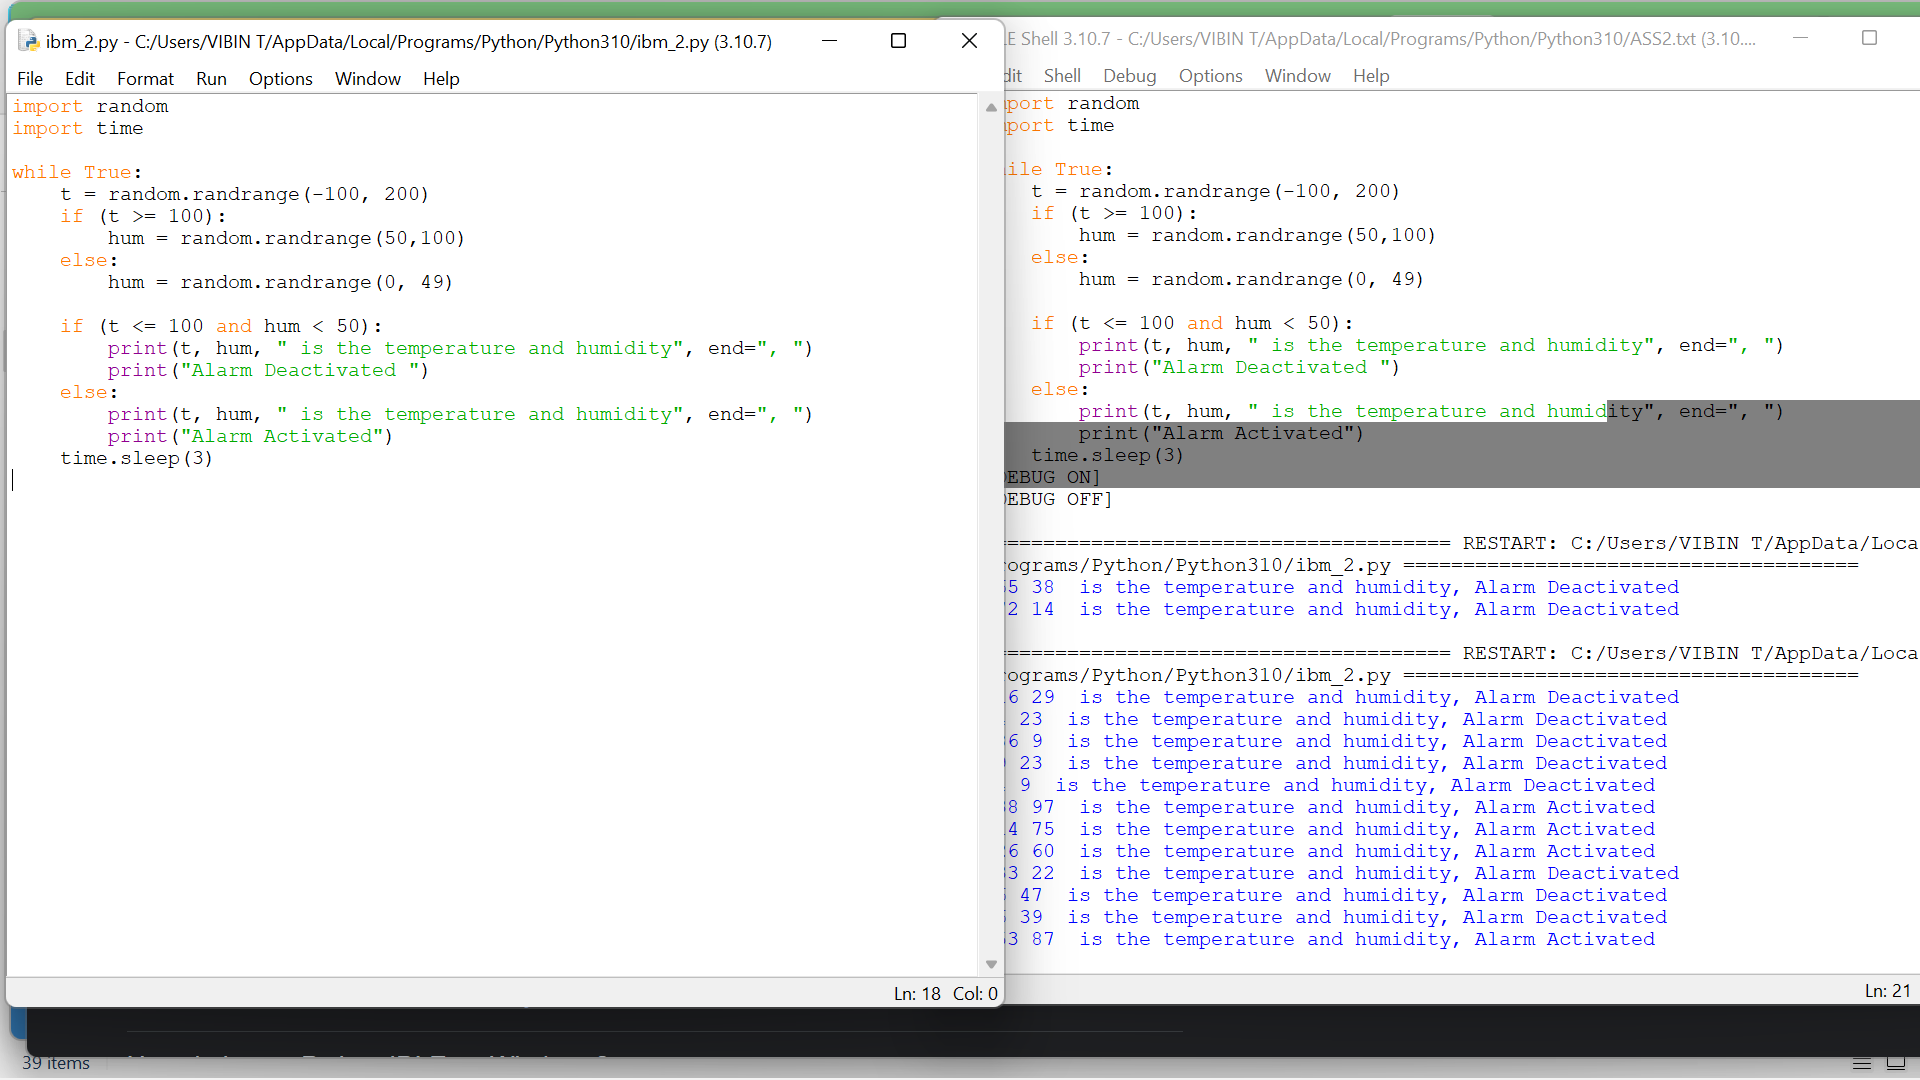 ibm_2.py - C:/Users/VIBIN T/AppData/Local/Programs/Python/Python310/ibm_2.py (3.10.7)
File Edit Format Run Options Window Help
import random
import time
while True:
t = random.randrange(-100, 200)
if (t >= 100):
hum = random.randrange(50,100)
else:
hum = random.randrange(0, 49)
if (t <= 100 and hum < 50):
print(t, hum, " is the temperature and humidity", end=", ")
print("Alarm Deactivated ")
else:
print(t, hum, " is the temperature and humidity", end=", ")
print("Alarm Activated")
time.sleep(3)
Ln: 18 Col: 0
E Shell 3.10.7 - C:/Users/VIBIN T/AppData/Local/Programs/Python/Python310/ASS2.txt (3.10....
dit Shell Debug Options Window Help
port random
port time
ile True:
t = random.randrange(-100, 200)
if (t >= 100):
hum = random.randrange(50,100)
else:
hum = random.randrange(0, 49)
if (t <= 100 and hum < 50):
print(t, hum, " is the temperature and humidity", end=", ")
print("Alarm Deactivated ")
else:
print(t, hum, " is the temperature and humidity", end=", ")
print("Alarm Activated")
time.sleep(3)
EBUG ON]
EBUG OFF]
===================================== RESTART: C:/Users/VIBIN T/AppData/Loca
ograms/Python/Python310/ibm_2.py ======================================
5 38  is the temperature and humidity, Alarm Deactivated
2 14  is the temperature and humidity, Alarm Deactivated
===================================== RESTART: C:/Users/VIBIN T/AppData/Loca
ograms/Python/Python310/ibm_2.py ======================================
6 29  is the temperature and humidity, Alarm Deactivated
23  is the temperature and humidity, Alarm Deactivated
6 9  is the temperature and humidity, Alarm Deactivated
23  is the temperature and humidity, Alarm Deactivated
9  is the temperature and humidity, Alarm Deactivated
8 97  is the temperature and humidity, Alarm Activated
4 75  is the temperature and humidity, Alarm Activated
6 60  is the temperature and humidity, Alarm Activated
3 22  is the temperature and humidity, Alarm Deactivated
47  is the temperature and humidity, Alarm Deactivated
39  is the temperature and humidity, Alarm Deactivated
3 87  is the temperature and humidity, Alarm Activated
Ln: 21
39 items